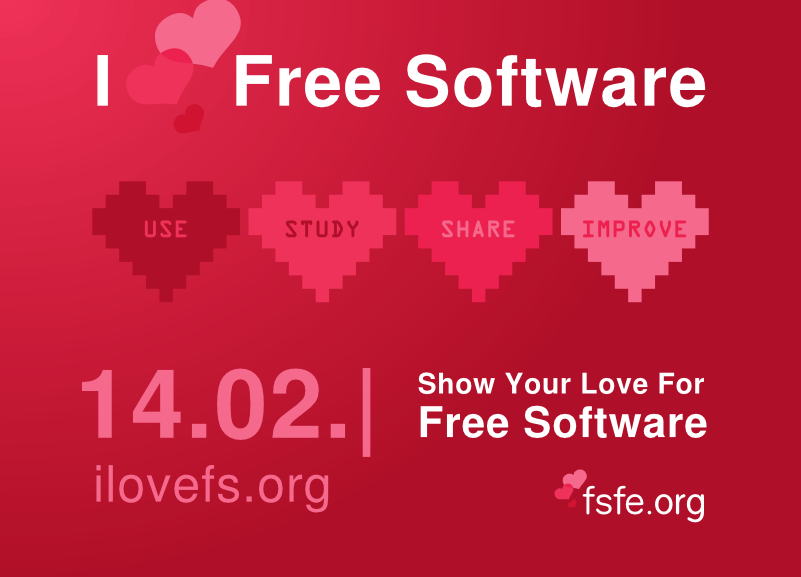 I Free Software
USE STUDY SHARE IMPROVE
14.02.|
ilovefs.org
Show Your Love For
Free Software
fsfe.org